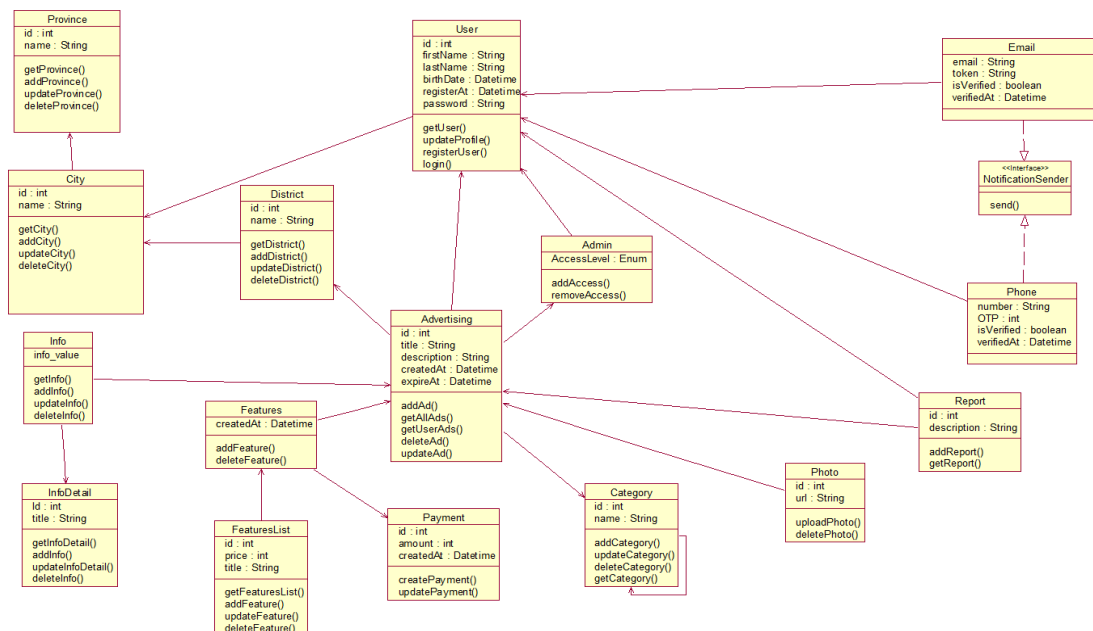 Province
id : int
name : String
getProvince()
addProvince()
updateProvince()
deleteProvince()
User
id : int
firstName : String
lastName : String
birthDate : Datetime
registerAt : Datetime
password : String
getUser()
updateProfile()
registerUser()
login()
Email
email : String
token : String
isVerified : boolean
verifiedAt : Datetime
<<Interface>>
NotificationSender
send()
City
id : int
name : String
getCity()
addCity()
updateCity()
deleteCity()
District
id : int
name : String
getDistrict()
addDistrict()
updateDistrict()
deleteDistrict()
Admin
AccessLevel : Enum
addAccess()
removeAccess()
Phone
number : String
OTP : int
isVerified : boolean
verifiedAt : Datetime
Advertising
id : int
title : String
description : String
createdAt : Datetime
expireAt : Datetime
addAd()
getAllAds()
getUserAds()
deleteAd()
updateAd()
Info
info_value
getInfo()
addInfo()
updateInfo()
deleteInfo()
Features
createdAt : Datetime
addFeature()
deleteFeature()
Report
id : int
description : String
addReport()
getReport()
Photo
id : int
url : String
uploadPhoto()
deletePhoto()
InfoDetail
Id : int
title : String
getInfoDetail()
addInfo()
updateInfoDetail()
deleteInfo()
FeaturesList
id : int
price : int
title : String
getFeaturesList()
addFeature()
updateFeature()
deleteFeature()
Payment
id : int
amount : int
createdAt : Datetime
createPayment()
updatePayment()
Category
id : int
name : String
addCategory()
updateCategory()
deleteCategory()
getCategory()